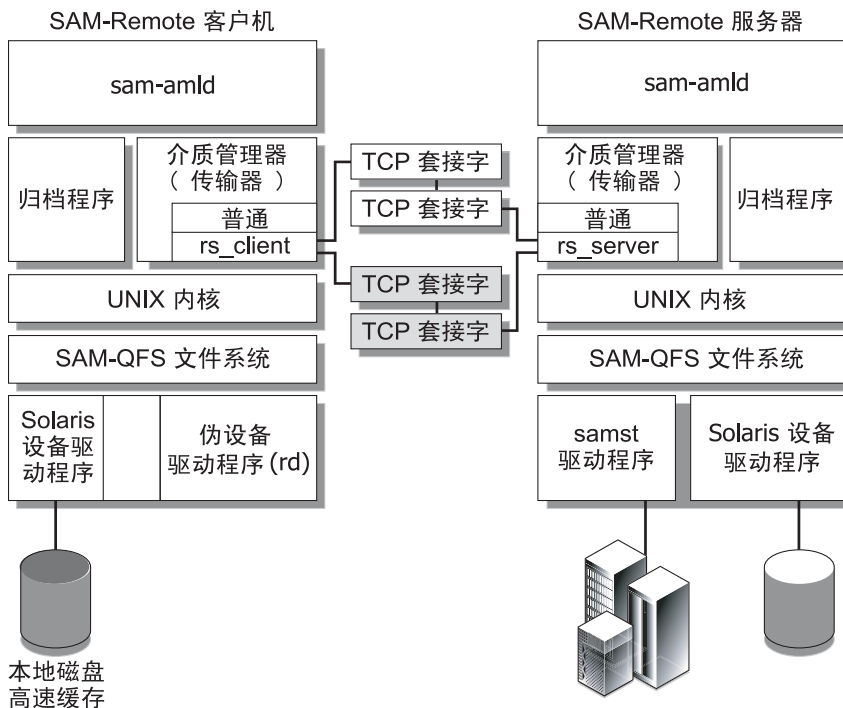 SAM-Remote 客户机
sam-amld
归档程序
介质管理器
( 传输器 )
普通
rs_client
UNIX 内核
SAM-QFS 文件系统
Solaris
设备驱
动程序
伪设备
驱动程序(rd)
本地磁盘
高速缓存
TCP 套接字
TCP 套接字
TCP 套接字
TCP 套接字
SAM-Remote 服务器
sam-amld
介质管理器
( 传输器 )
普通
rs_server
归档程序
UNIX 内核
SAM-QFS 文件系统
samst
驱动程序
Solaris 设备
驱动程序